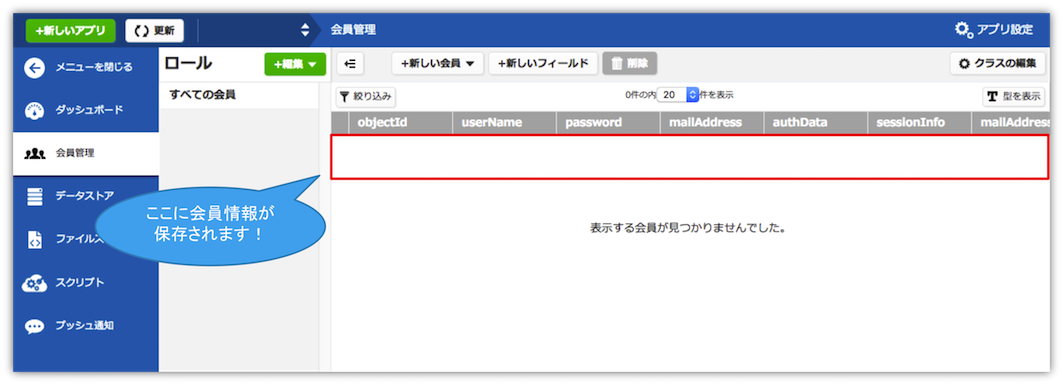 +新しいアプリ
更新
会員管理
アプリ設定
メニューを閉じる
ダッシュボード
会員管理
データストア
ファイルス
スクリプト
プッシュ通知
ロール
+編集 ▼
すべての会員
+新しい会員 ▼
+新しいフィールド
削除
クラスの編集
絞り込み
0件の内 20 件を表示
T 型を表示
objectId userName password mailAddress authData sessionInfo mailAddress
表示する会員が見つかりませんでした。
ここに会員情報が
保存されます！